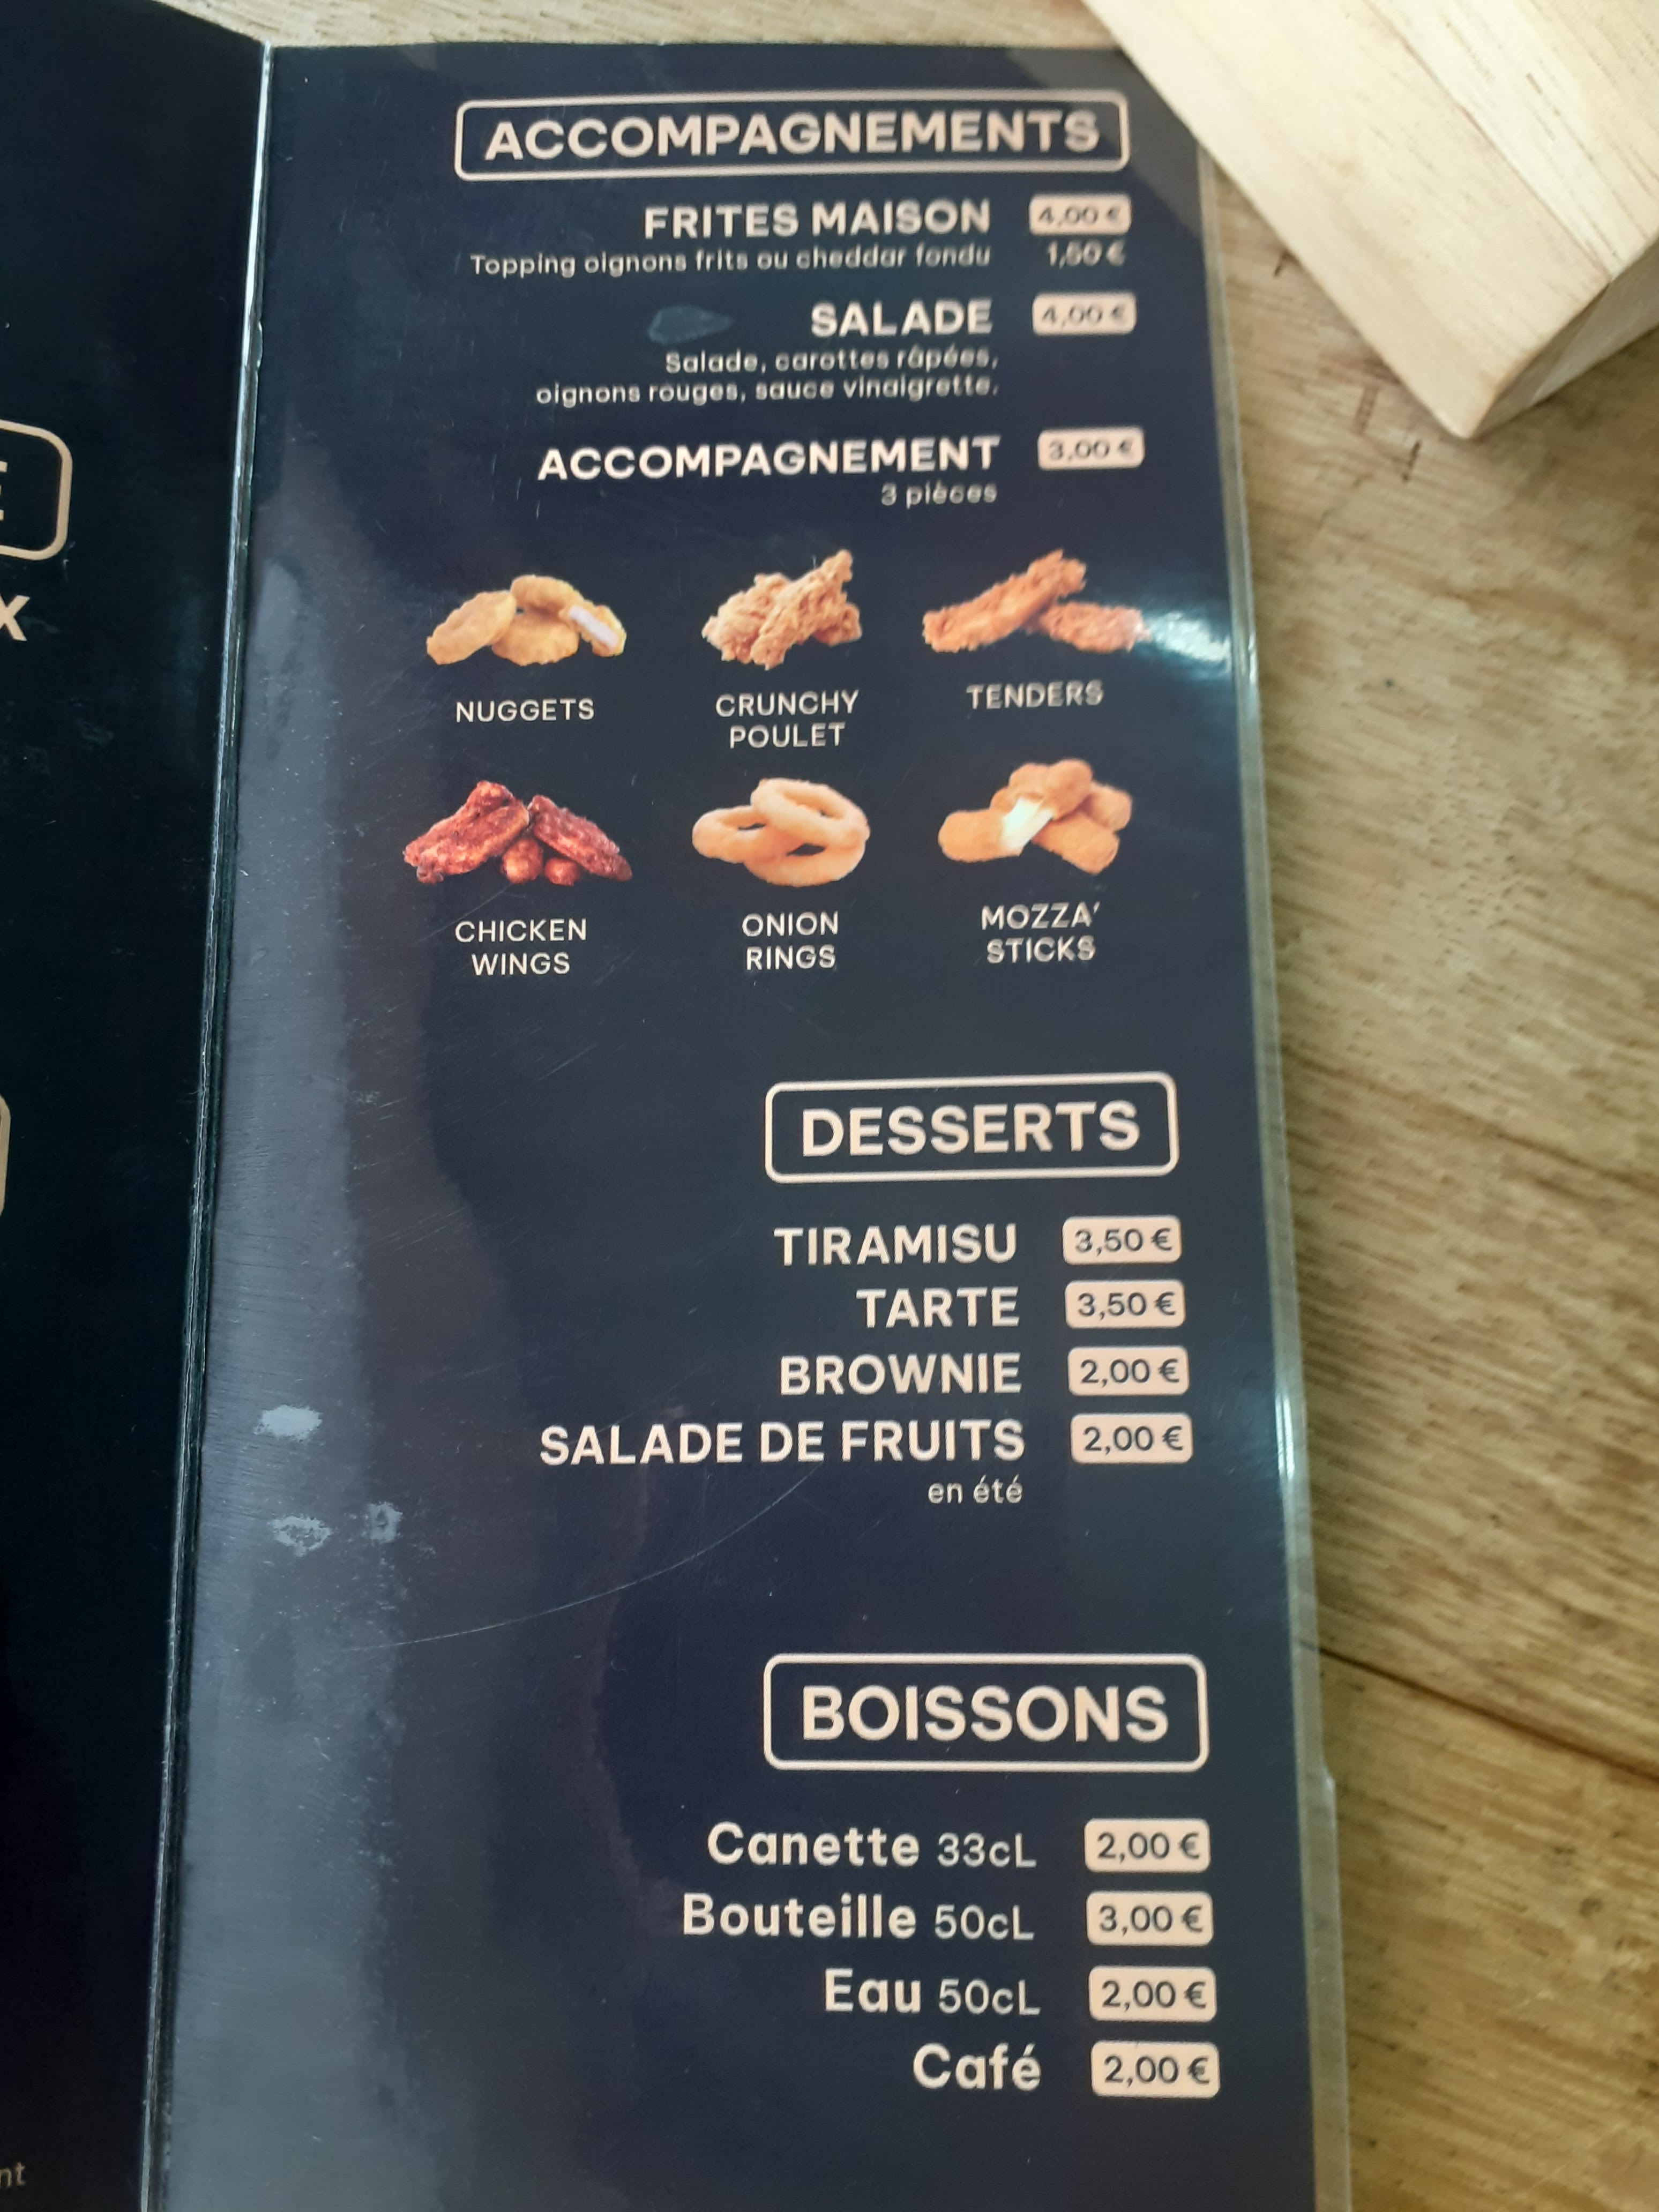 ACCOMPAGNEMENTS
FRITES MAISON 4,00 €
Topping oignons frits ou cheddar fondu 1,50 €
SALADE 4,00 €
Salade, carottes râpées,
oignons rouges, sauce vinaigrette.
ACCOMPAGNEMENT 3,00 €
3 pièces
NUGGETS
CRUNCHY
POULET
TENDERS
CHICKEN
WINGS
ONION
RINGS
MOZZA'
STICKS
DESSERTS
TIRAMISU 3,50 €
TARTE 3,50 €
BROWNIE 2,00 €
SALADE DE FRUITS 2,00 €
en été
BOISSONS
Canette 33cL 2,00 €
Bouteille 50cL 3,00 €
Eau 50cL 2,00 €
Café 2,00 €